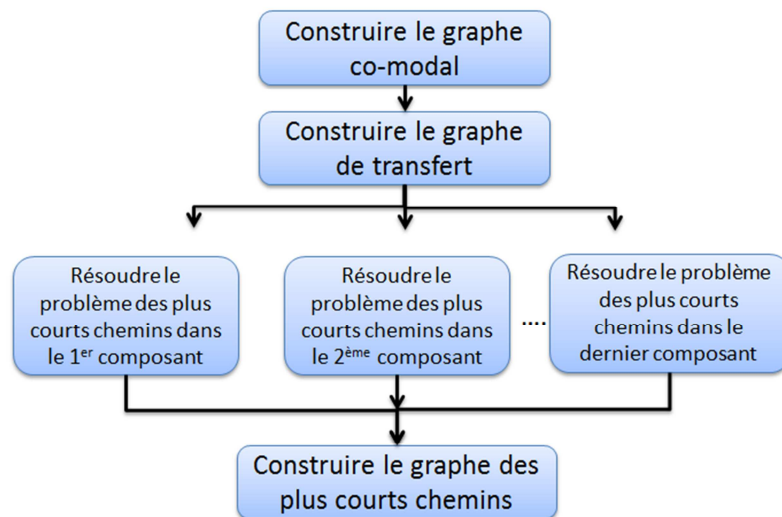 Construire le graphe
co-modal
Construire le graphe
de transfert
Résoudre le
problème des plus
courts chemins dans
le 1er composant
Résoudre le
problème des plus
courts chemins dans
le 2ème composant
....
Résoudre le problème
des plus courts
chemins dans le
dernier composant
Construire le graphe des
plus courts chemins